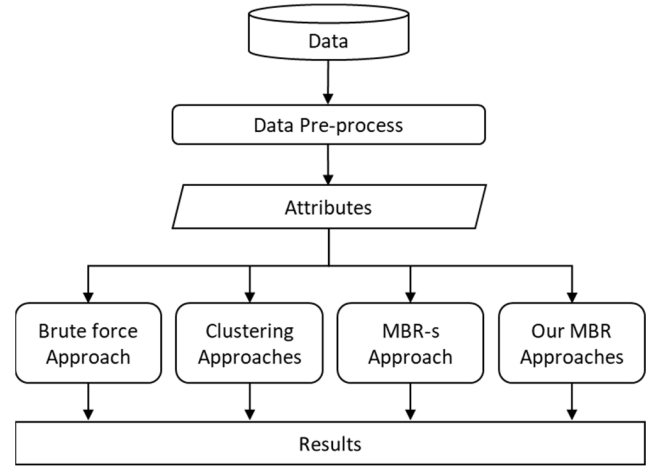 Data
Data Pre-process
Attributes
Brute force
Approach
Clustering
Approaches
MBR-s
Approach
Our MBR
Approaches
Results